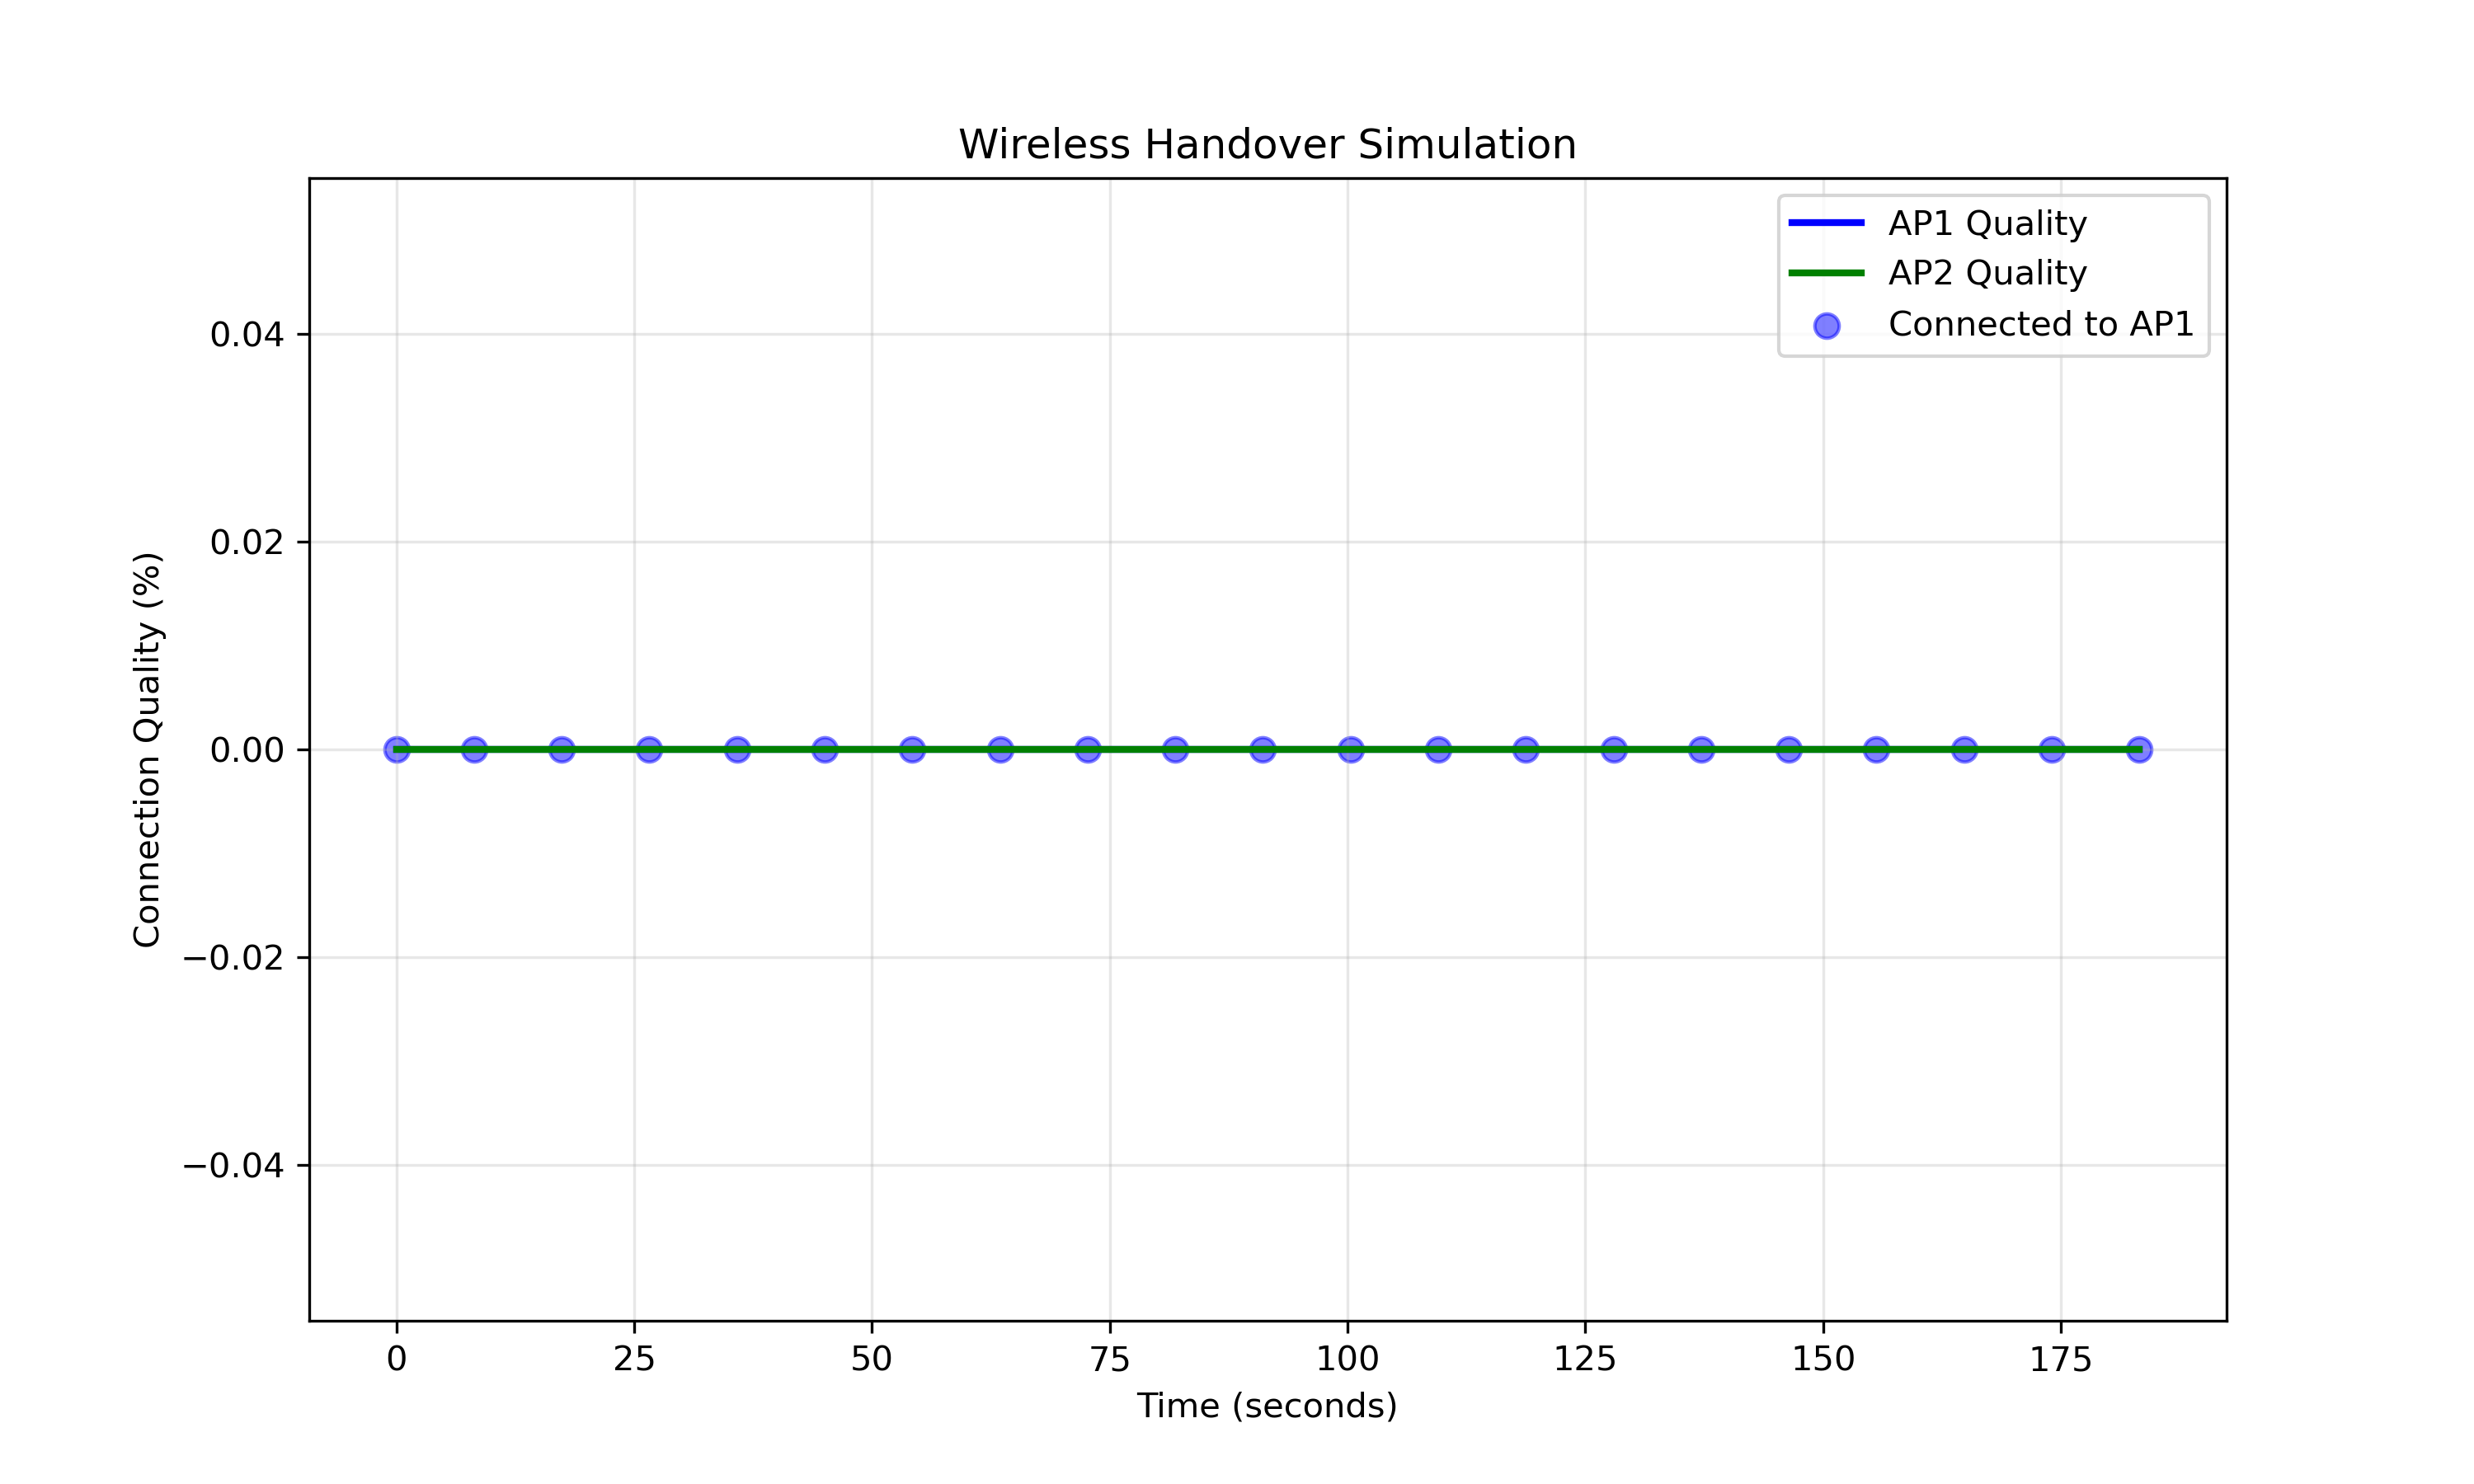 Wireless Handover Simulation
AP1 Quality
AP2 Quality
Connected to AP1
Connection Quality (%)
0.04
0.02
0.00
−0.02
−0.04
0 25 50 75 100 125 150 175
Time (seconds)